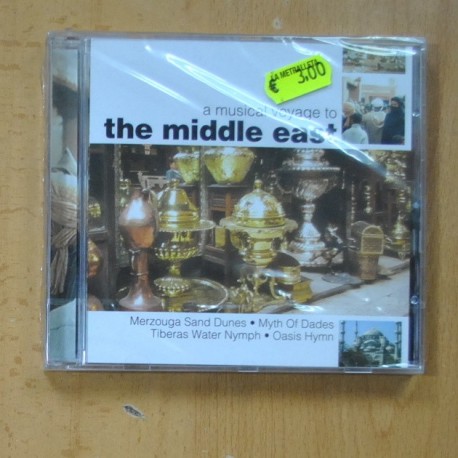 LA METRALLETA
€ 3,00
a musical voyage to
the middle east
Merzouga Sand Dunes • Myth Of Dades
Tiberas Water Nymph • Oasis Hymn